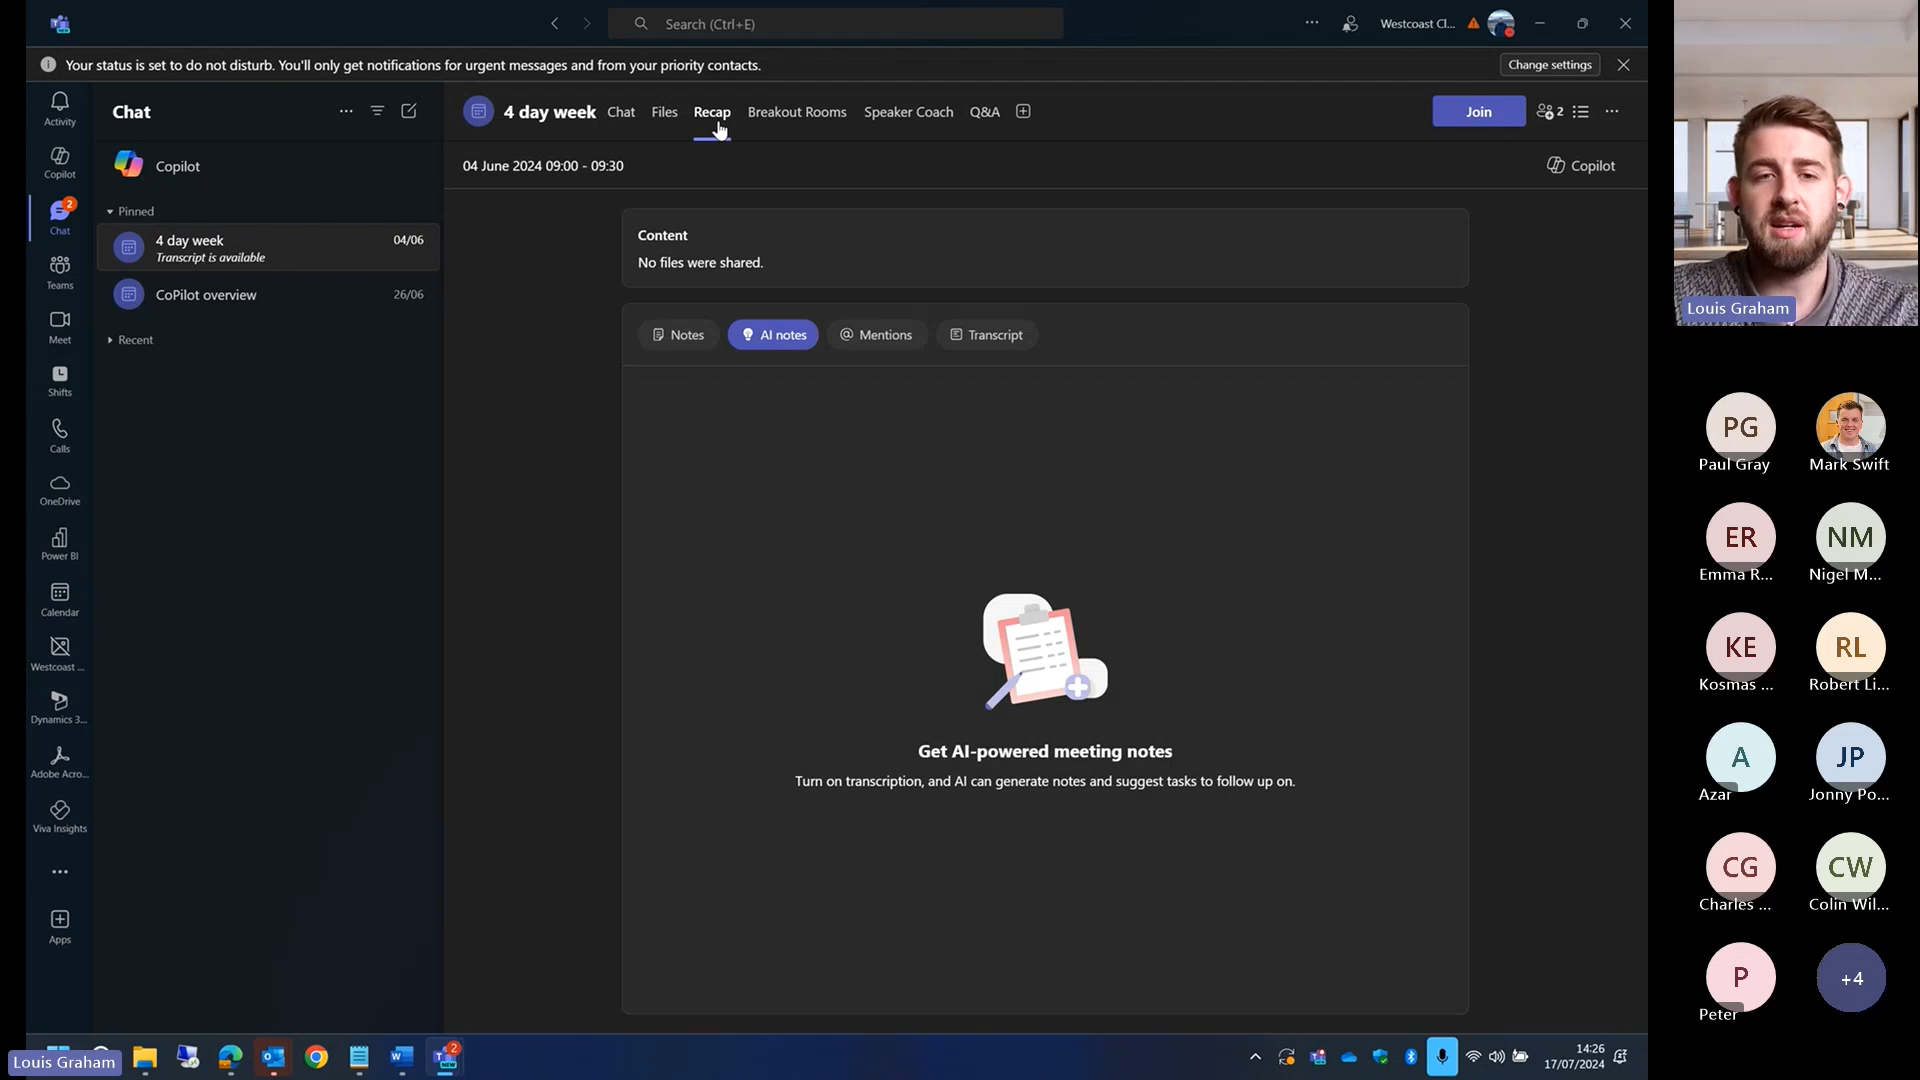 Search (Ctrl+E)
Westcoast Cl...
Your status is set to do not disturb. You'll only get notifications for urgent messages and from your priority contacts.
Change settings
Activity
Copilot
2
Chat
Teams
Meet
Shifts
Calls
OneDrive
Power BI
Calendar
Westcoast ...
Dynamics 3...
Adobe Acro...
Viva Insights
Apps
Chat
Copilot
Pinned
4 day week
04/06
Transcript is available
CoPilot overview
26/06
Recent
4 day week
Chat
Files
Recap
Breakout Rooms
Speaker Coach
Q&A
Join
2
04 June 2024 09:00 - 09:30
Copilot
Content
No files were shared.
Notes
AI notes
Mentions
Transcript
Get AI-powered meeting notes
Turn on transcription, and AI can generate notes and suggest tasks to follow up on.
Louis Graham
PG
Paul Gray
Mark Swift
ER
Emma R...
NM
Nigel M...
KE
Kosmas ...
RL
Robert Li...
A
Azar
JP
Jonny Po...
CG
Charles ...
CW
Colin Wil...
P
Peter
+4
Louis Graham
2
NEW
14:26
17/07/2024